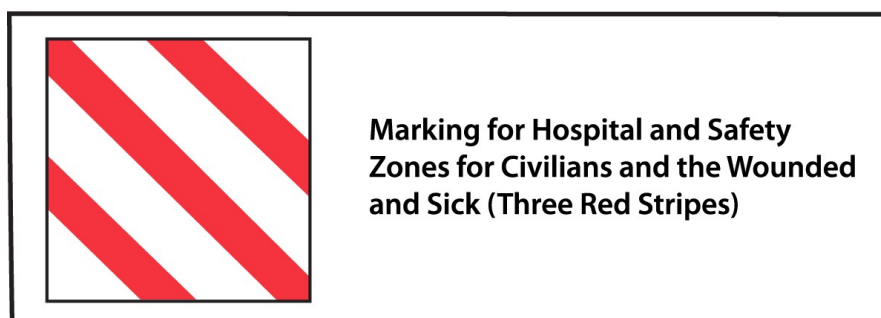 Marking for Hospital and Safety
Zones for Civilians and the Wounded
and Sick (Three Red Stripes)